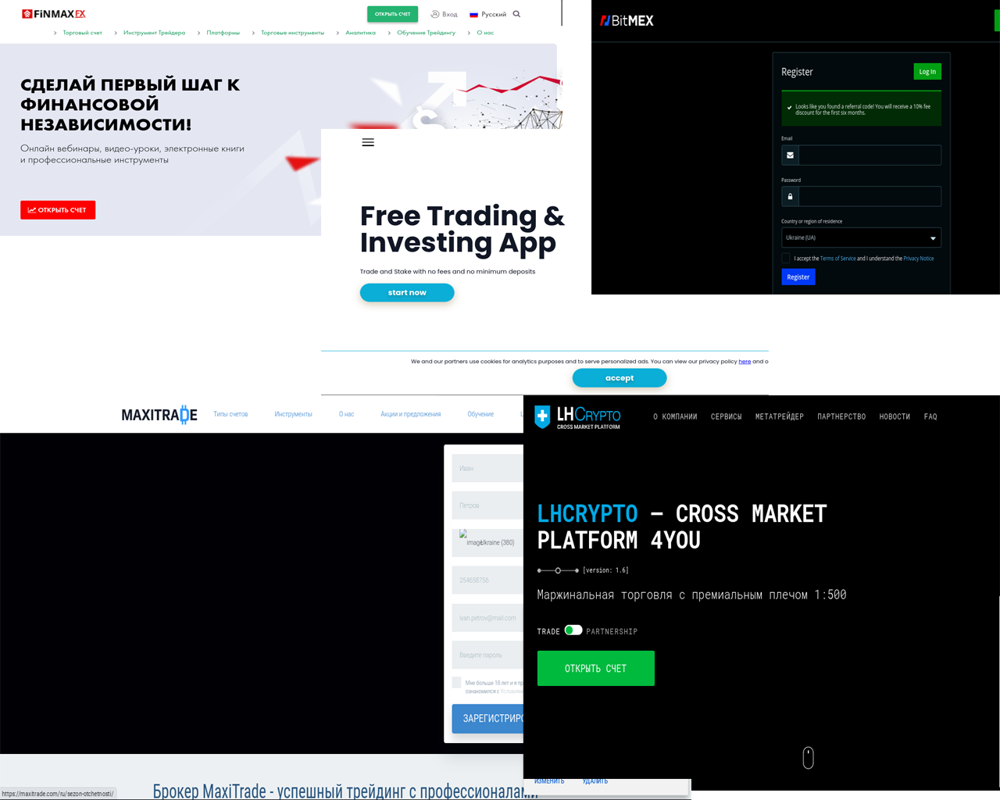 FiNMAX FX
ОТКРЫТЬ СЧЕТ
Вход
Русский
Торговый счет
Инструмент Трейдера
Платформы
Торговые инструменты
Аналитика
Обучение Трейдингу
О нас
СДЕЛАЙ ПЕРВЫЙ ШАГ К
ФИНАНСОВОЙ
НЕЗАВИСИМОСТИ!
Онлайн вебинары, видео-уроки, электронные книги
и профессиональные инструменты
ОТКРЫТЬ СЧЕТ
BitMEX
Register
Log In
Looks like you found a referral code! You will receive a 10% fee
discount for the first six months.
Email
Password
Country or region of residence
Ukraine (UA)
I accept the Terms of Service and I understand the Privacy Notice
Register
Free Trading &
Investing App
Trade and Stake with no fees and no minimum deposits
start now
We and our partners use cookies for analytics purposes and to serve personalized ads. You can view our privacy policy here and o
accept
MAXITRADE
Типы счетов
Инструменты
О нас
Акции и предложения
Обучение
Иван
Петров
image
Ukraine (380)
254658756
ivan.petrov@mail.com
Введите пароль
Мне больше 18 лет и я пр
ознакомился с Условиям
ЗАРЕГИСТРИРО
Брокер MaxiTrade - успешный трейдинг с профессионалами
https://maxitrade.com/ru/sezon-otchetnosti/
LHCRYPTO
CROSS MARKET PLATFORM
О КОМПАНИИ
СЕРВИСЫ
МЕТАТРЕЙДЕР
ПАРТНЕРСТВО
НОВОСТИ
FAQ
LHCRYPTO — CROSS MARKET
PLATFORM 4YOU
[version: 1.6]
Маржинальная торговля с премиальным плечом 1:500
TRADE
PARTNERSHIP
ОТКРЫТЬ СЧЕТ
ИЗМЕНИТЬ
УДАЛИТЬ